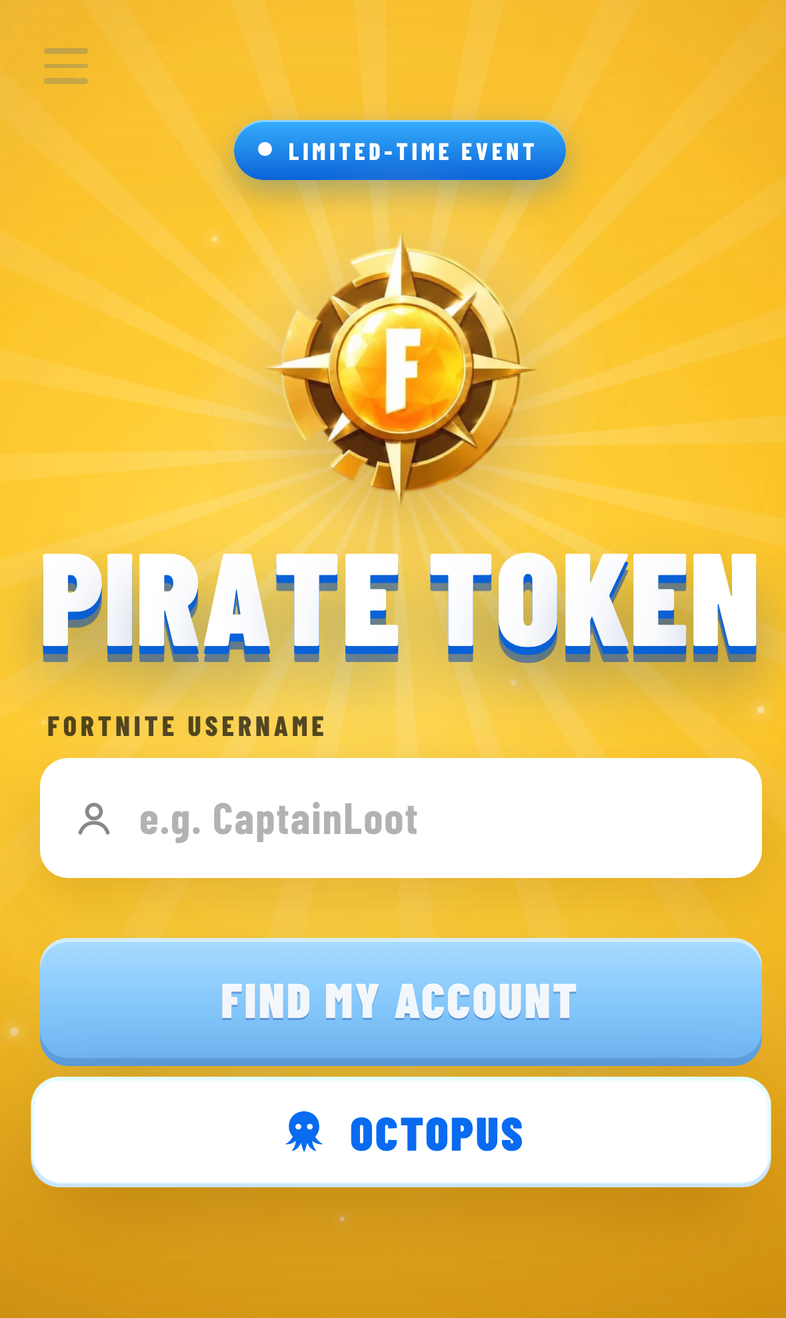 LIMITED-TIME EVENT
F
PIRATE TOKEN
FORTNITE USERNAME
e.g. CaptainLoot
FIND MY ACCOUNT
OCTOPUS